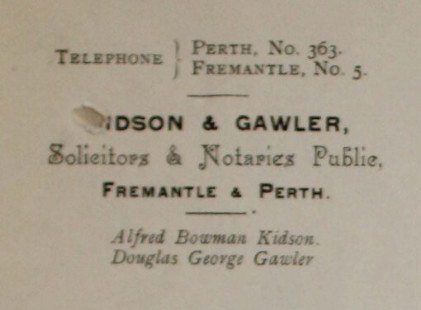 TELEPHONE } PERTH, No. 363.
FREMANTLE, No. 5.
IDSON & GAWLER,
Solicitors & Notaries Public,
FREMANTLE & PERTH.
Alfred Bowman Kidson.
Douglas George Gawler